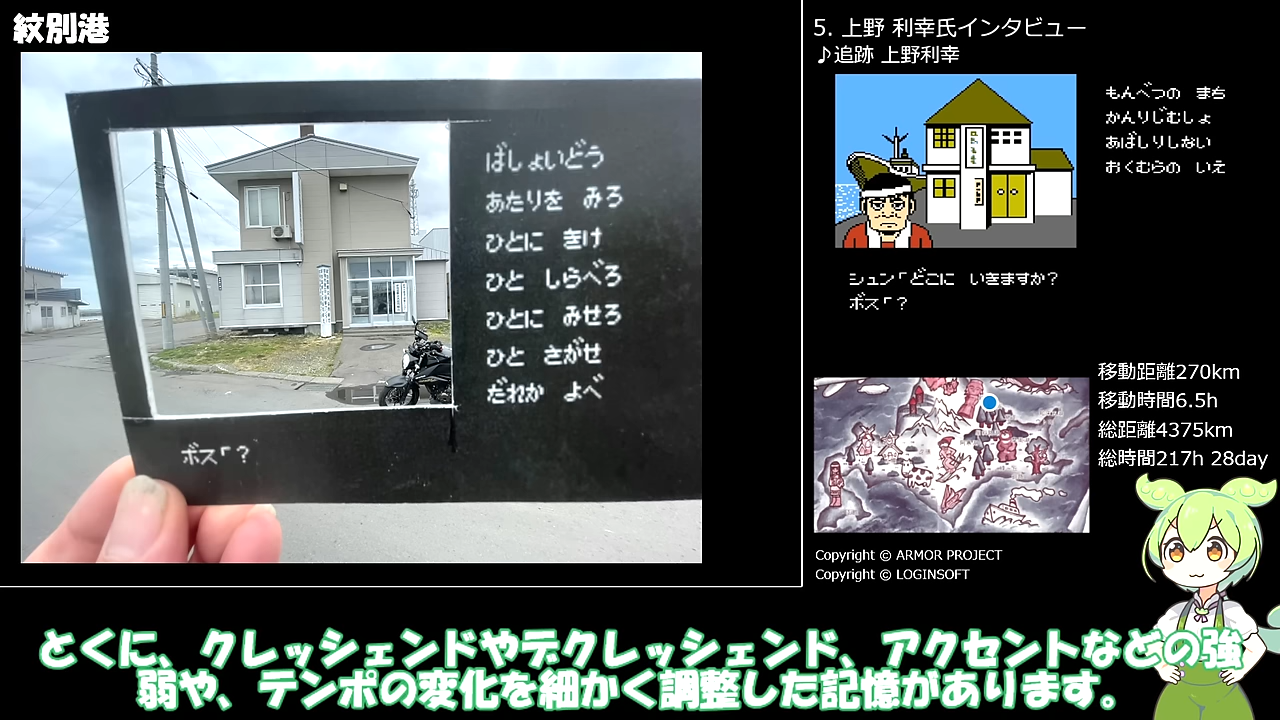 紋別港
ばしょいどう
あたりを みろ
ひとに きけ
ひと しらべろ
ひとに みせろ
ひと さがせ
だれか よべ
ボス「?
5. 上野 利幸氏インタビュー
♪追跡 上野利幸
もんべつの まち
かんりじむしょ
あばしりしない
おくむらの いえ
シュン「どこに いきますか?
ボス「?
移動距離270km
移動時間6.5h
総距離4375km
総時間217h 28day
Copyright © ARMOR PROJECT
Copyright © LOGINSOFT
とくに、クレッシェンドやデクレッシェンド、アクセントなどの強
弱や、テンポの変化を細かく調整した記憶があります。